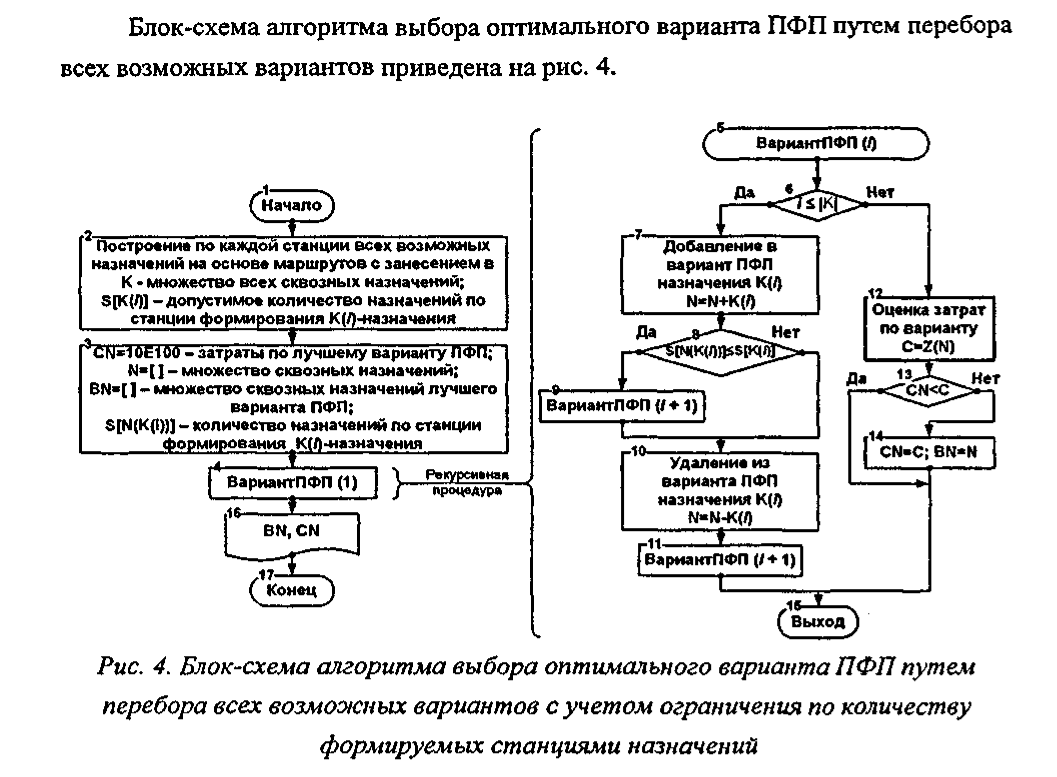 Блок-схема алгоритма выбора оптимального варианта ПФП путем перебора
всех возможных вариантов приведена на рис. 4.
1
Начало
2
Построение по каждой станции всех возможных
назначений на основе маршрутов с занесением в
K - множество всех сквозных назначений;
S[K(i)] – допустимое количество назначений по
станции формирования K(i)-назначения
3
CN=10E100 – затраты по лучшему варианту ПФП;
N=[ ] – множество сквозных назначений;
BN=[ ] – множество сквозных назначений лучшего
варианта ПФП;
S[N(K(i))] – количество назначений по станции
формирования K(i)-назначения
4
ВариантПФП (1)
Рекурсивная
процедура
16
BN, CN
17
Конец
5
ВариантПФП (i)
6
Да
Нет
i ≤ |K|
7
Добавление в
вариант ПФП
назначения K(i)
N=N+K(i)
8
Да
Нет
S[N(K(i))]≤S[K(i)]
9
ВариантПФП (i + 1)
10
Удаление из
варианта ПФП
назначения K(i)
N=N-K(i)
11
ВариантПФП (i + 1)
12
Оценка затрат
по варианту
C=Z(N)
13
Да
Нет
CN<C
14
CN=C; BN=N
15
Выход
Рис. 4. Блок-схема алгоритма выбора оптимального варианта ПФП путем
перебора всех возможных вариантов с учетом ограничения по количеству
формируемых станциями назначений